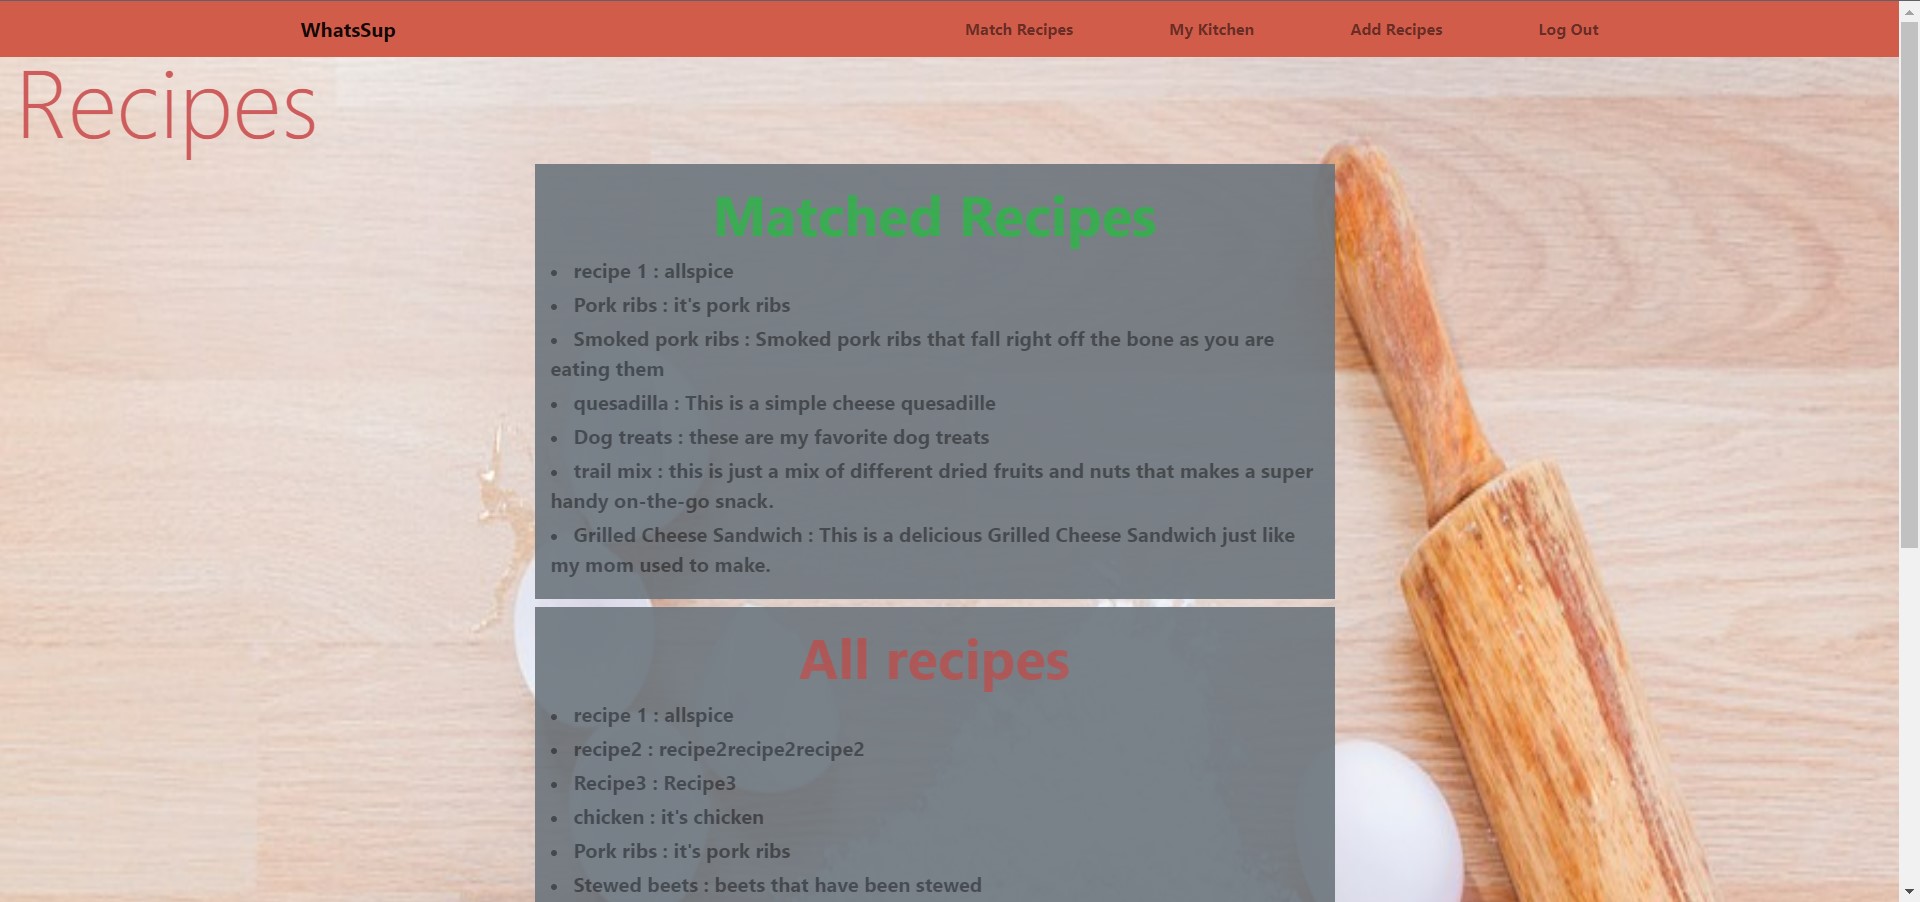 WhatsSup Match Recipes My Kitchen Add Recipes Log Out
Recipes
Matched Recipes
• recipe 1 : allspice
• Pork ribs : it's pork ribs
• Smoked pork ribs : Smoked pork ribs that fall right off the bone as you are
eating them
• quesadilla : This is a simple cheese quesadille
• Dog treats : these are my favorite dog treats
• trail mix : this is just a mix of different dried fruits and nuts that makes a super
handy on-the-go snack.
• Grilled Cheese Sandwich : This is a delicious Grilled Cheese Sandwich just like
my mom used to make.
All recipes
• recipe 1 : allspice
• recipe2 : recipe2recipe2recipe2
• Recipe3 : Recipe3
• chicken : it's chicken
• Pork ribs : it's pork ribs
• Stewed beets : beets that have been stewed